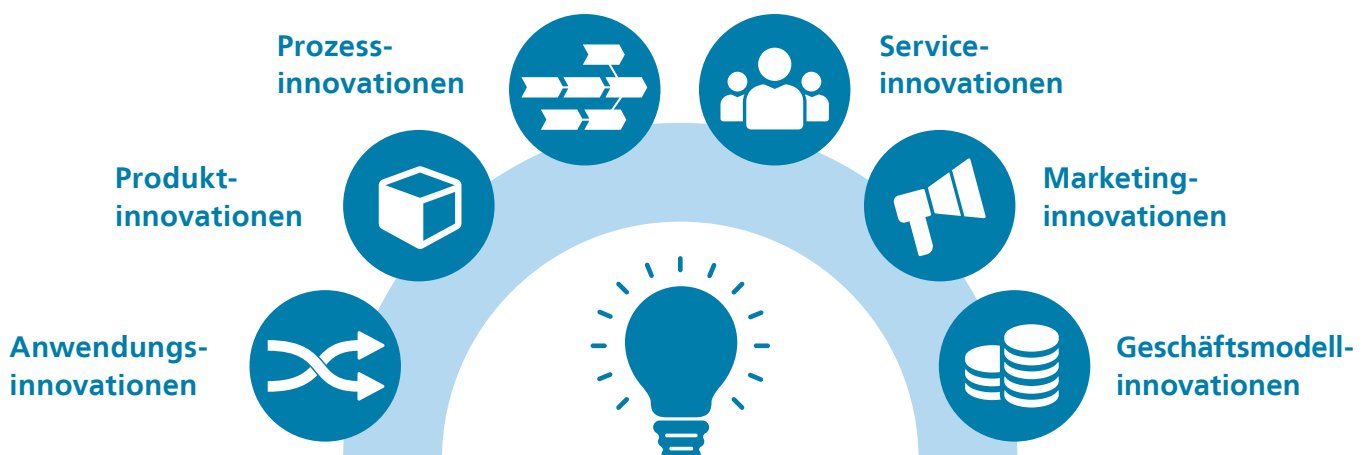 Prozess-
innovationen
Service-
innovationen
Produkt-
innovationen
Marketing-
innovationen
Anwendungs-
innovationen
Geschäftsmodell-
innovationen